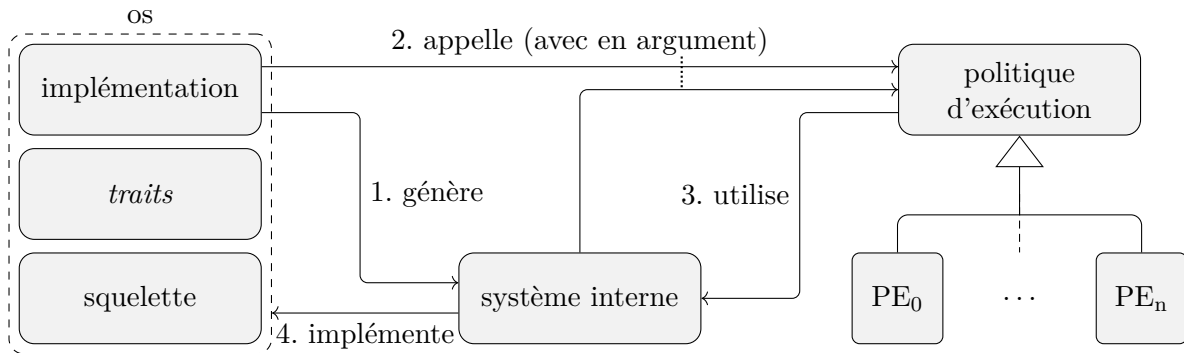 os
implémentation
traits
squelette
2. appelle (avec en argument)
1. génère
3. utilise
4. implémente
système interne
politique
d'exécution
PE0
...
PEn